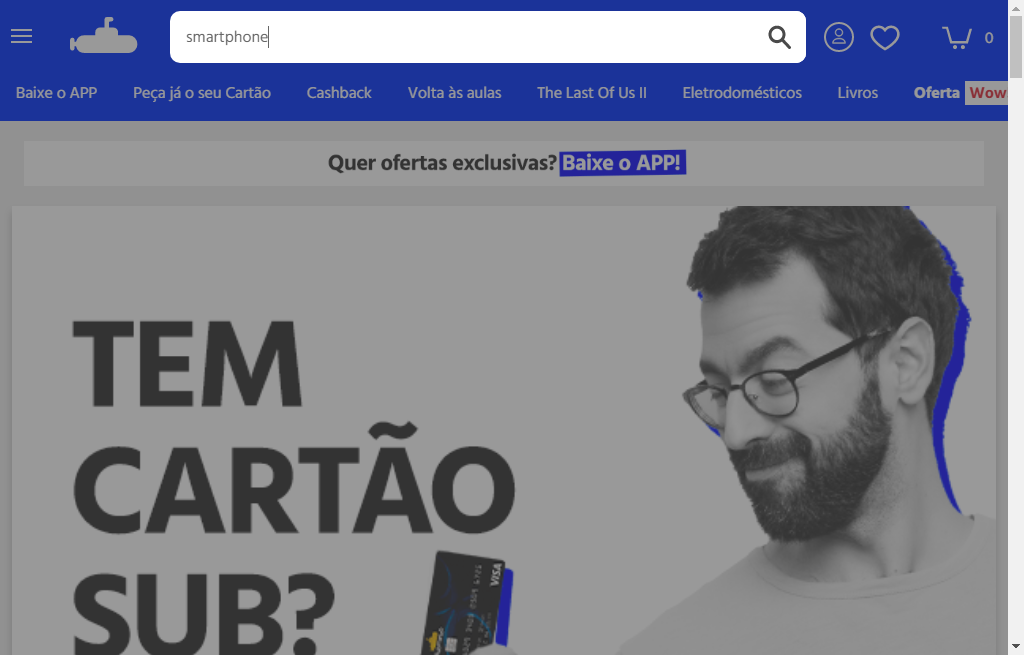 smartphone
0
Baixe o APP Peça já o seu Cartão Cashback Volta às aulas The Last Of Us II Eletrodomésticos Livros Oferta Wow
Quer ofertas exclusivas? Baixe o APP!
TEM
CARTÃO
SUB?
VISA